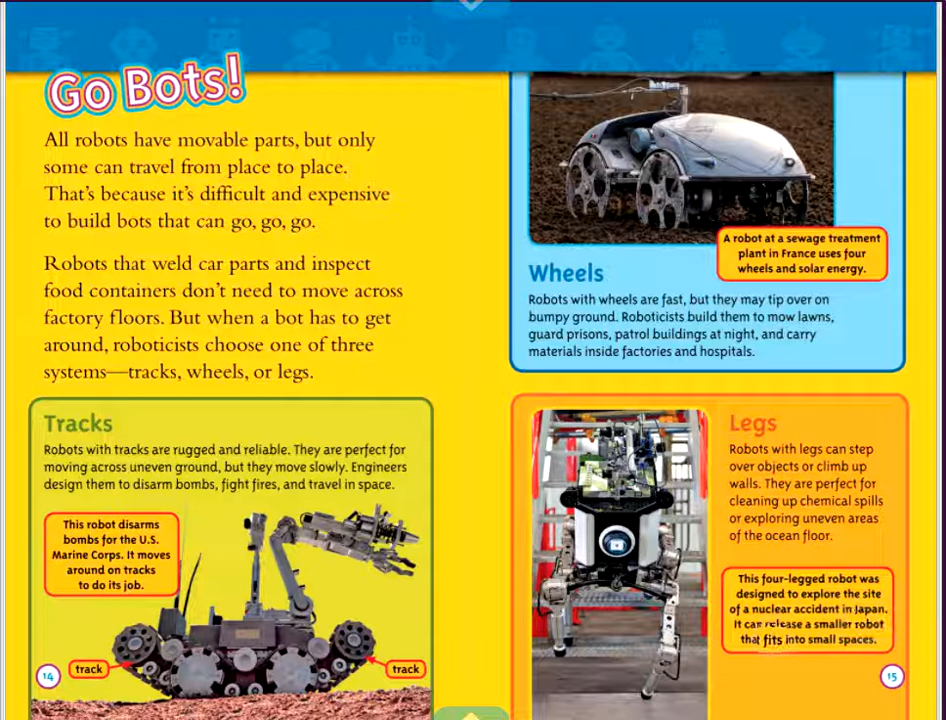 Go Bots!
All robots have movable parts, but only
some can travel from place to place.
That's because it's difficult and expensive
to build bots that can go, go, go.
Robots that weld car parts and inspect
food containers don't need to move across
factory floors. But when a bot has to get
around, roboticists choose one of three
systems—tracks, wheels, or legs.
Tracks
Robots with tracks are rugged and reliable. They are perfect for
moving across uneven ground, but they move slowly. Engineers
design them to disarm bombs, fight fires, and travel in space.
This robot disarms
bombs for the U.S.
Marine Corps. It moves
around on tracks
to do its job.
track
track
14
A robot at a sewage treatment
plant in France uses four
wheels and solar energy.
Wheels
Robots with wheels are fast, but they may tip over on
bumpy ground. Roboticists build them to mow lawns,
guard prisons, patrol buildings at night, and carry
materials inside factories and hospitals.
Legs
Robots with legs can step
over objects or climb up
walls. They are perfect for
cleaning up chemical spills
or exploring uneven areas
of the ocean floor.
This four-legged robot was
designed to explore the site
of a nuclear accident in Japan.
It can release a smaller robot
that fits into small spaces.
15